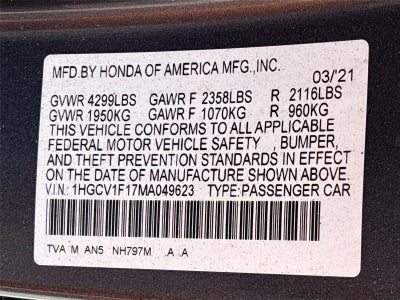 MFD.BY HONDA OF AMERICA MFG.,INC.
03/21
GVWR 4299LBS GAWR F 2358LBS R 2116LBS
GVWR 1950KG GAWR F 1070KG R 960KG
THIS VEHICLE CONFORMS TO ALL APPLICABLE
FEDERAL MOTOR VEHICLE SAFETY , BUMPER,
AND THEFT PREVENTION STANDARDS IN EFFECT
ON THE DATE OF MANUFACTURE SHOWN ABOVE.
V.I.N.: 1HGCV1F17MA049623 TYPE:PASSENGER CAR
TVA M AN5 NH797M A A